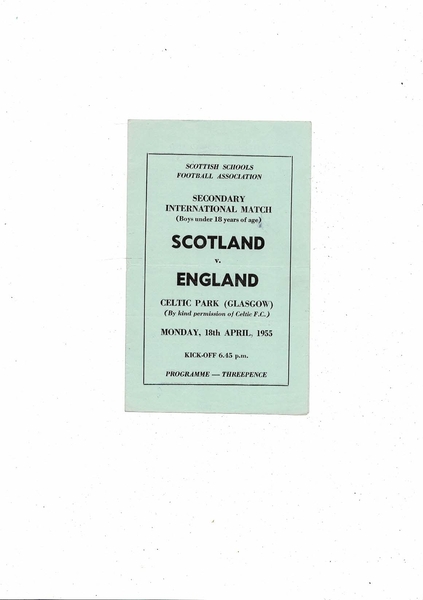 SCOTTISH SCHOOLS
FOOTBALL ASSOCIATION
SECONDARY
INTERNATIONAL MATCH
(Boys under 18 years of age)
SCOTLAND
v.
ENGLAND
CELTIC PARK (GLASGOW)
(By kind permission of Celtic F.C.)
MONDAY, 18th APRIL, 1955
KICK-OFF 6.45 p.m.
PROGRAMME — THREEPENCE